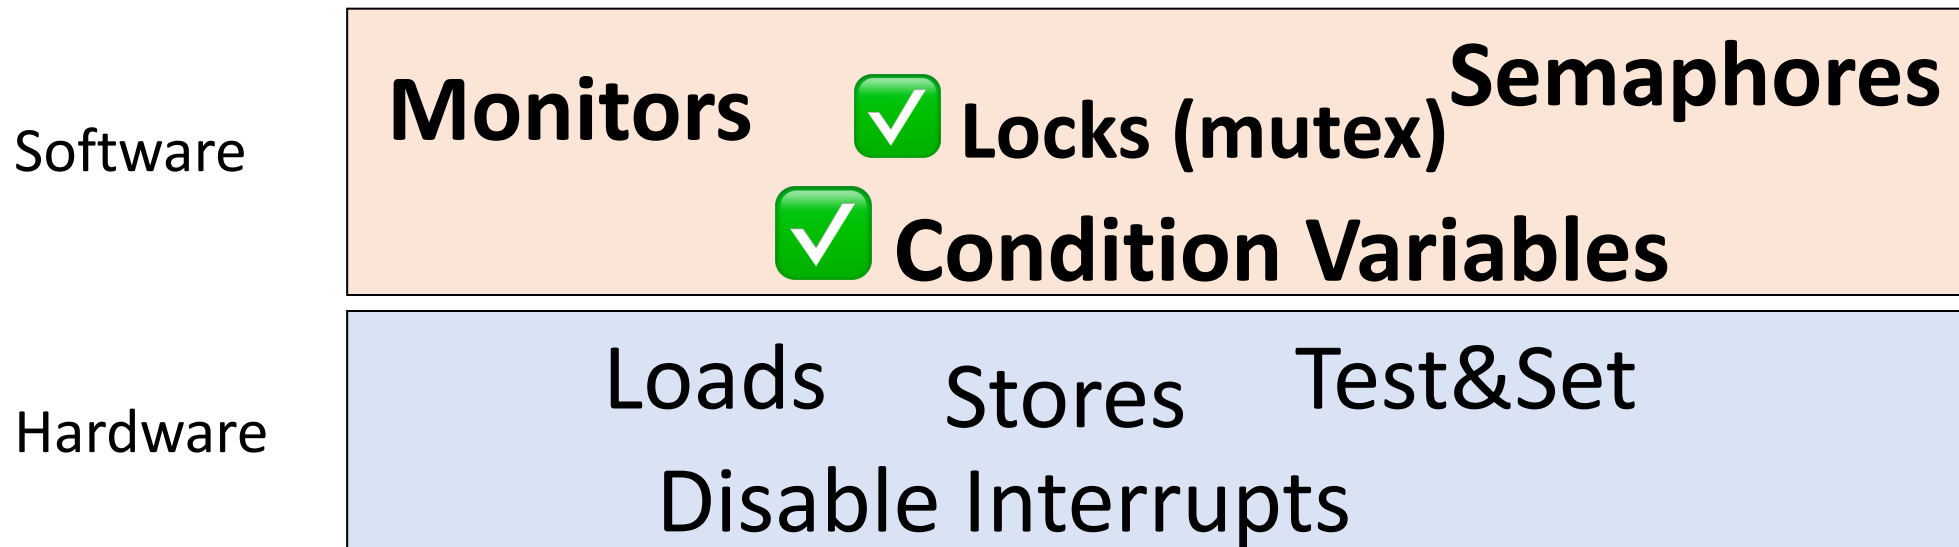 Software
Monitors
✅ Locks (mutex)
Semaphores
✅ Condition Variables
Hardware
Loads
Stores
Test&Set
Disable Interrupts